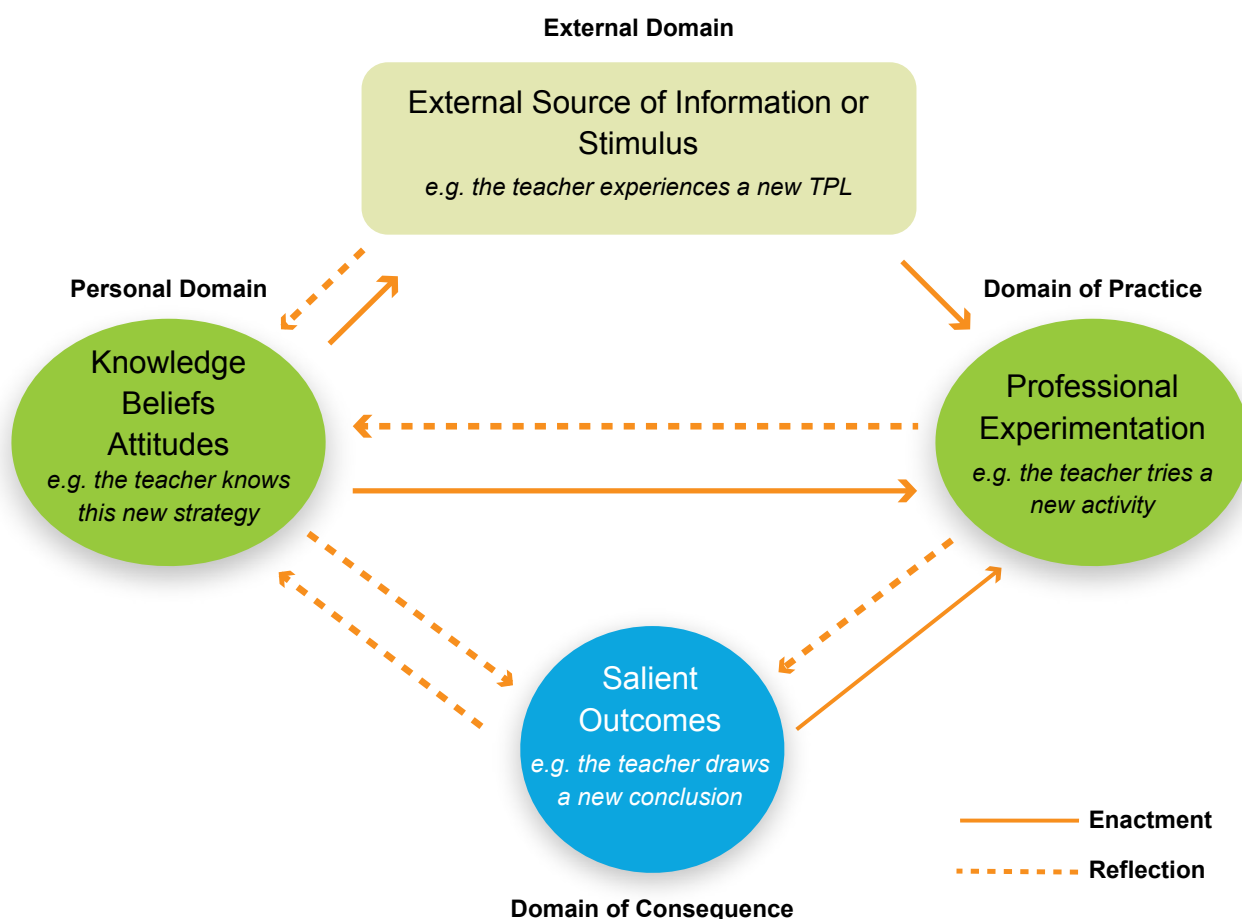 External Domain
External Source of Information or
Stimulus
e.g. the teacher experiences a new TPL
Personal Domain
Knowledge
Beliefs
Attitudes
e.g. the teacher knows
this new strategy
Domain of Practice
Professional
Experimentation
e.g. the teacher tries a
new activity
Salient
Outcomes
e.g. the teacher draws
a new conclusion
Domain of Consequence
Enactment
Reflection